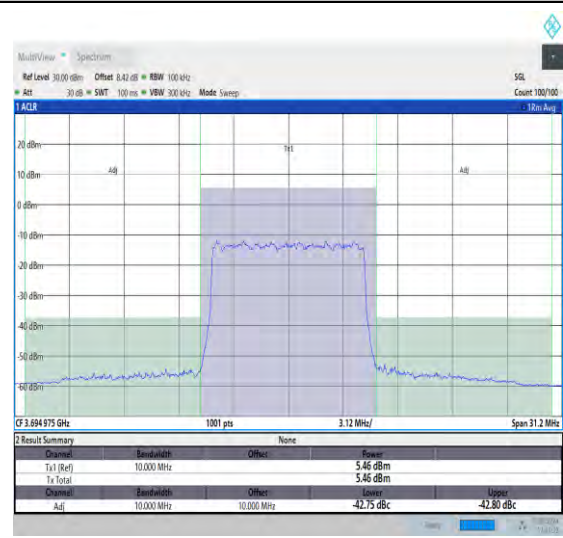 MultiView Spectrum
Ref Level 30.00 dBm Offset 8.42 dB RBW 100 kHz SGL
Att 30 dB SWT 100 ms VBW 300 kHz Mode Sweep Count 100/100
1 ACLR 1Rm Avg
20 dBm
Tx1
10 dBm Adj Adj
0 dBm
-10 dBm
-20 dBm
-30 dBm
-40 dBm
-50 dBm
-60 dBm
CF 3.694 975 GHz 1001 pts 3.12 MHz/ Span 31.2 MHz
2 Result Summary None
Channel Bandwidth Offset Power
Tx1 (Ref) 10.000 MHz 5.46 dBm
Tx Total 5.46 dBm
Channel Bandwidth Offset Lower Upper
Adj 10.000 MHz 10.000 MHz -42.75 dBc -42.80 dBc